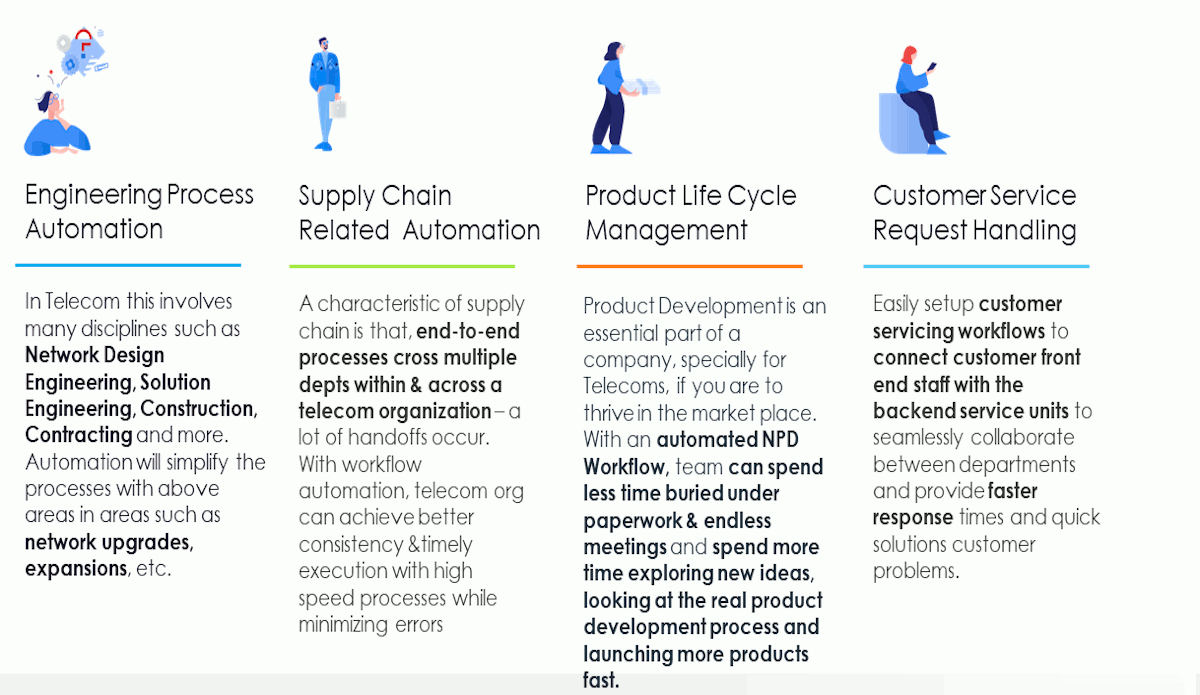 Engineering Process
Automation
In Telecom this involves
many disciplines such as
Network Design
Engineering, Solution
Engineering, Construction,
Contracting and more.
Automation will simplify the
processes with above
areas in areas such as
network upgrades,
expansions, etc.
Supply Chain
Related Automation
A characteristic of supply
chain is that, end-to-end
processes cross multiple
depts within & across a
telecom organization – a
lot of handoffs occur.
With workflow
automation, telecom org
can achieve better
consistency &timely
execution with high
speed processes while
minimizing errors
Product Life Cycle
Management
Product Development is an
essential part of a
company, specially for
Telecoms, if you are to
thrive in the market place.
With an automated NPD
Workflow, team can spend
less time buried under
paperwork & endless
meetings and spend more
time exploring new ideas,
looking at the real product
development process and
launching more products
fast.
Customer Service
Request Handling
Easily setup customer
servicing workflows to
connect customer front
end staff with the
backend service units to
seamlessly collaborate
between departments
and provide faster
response times and quick
solutions customer
problems.